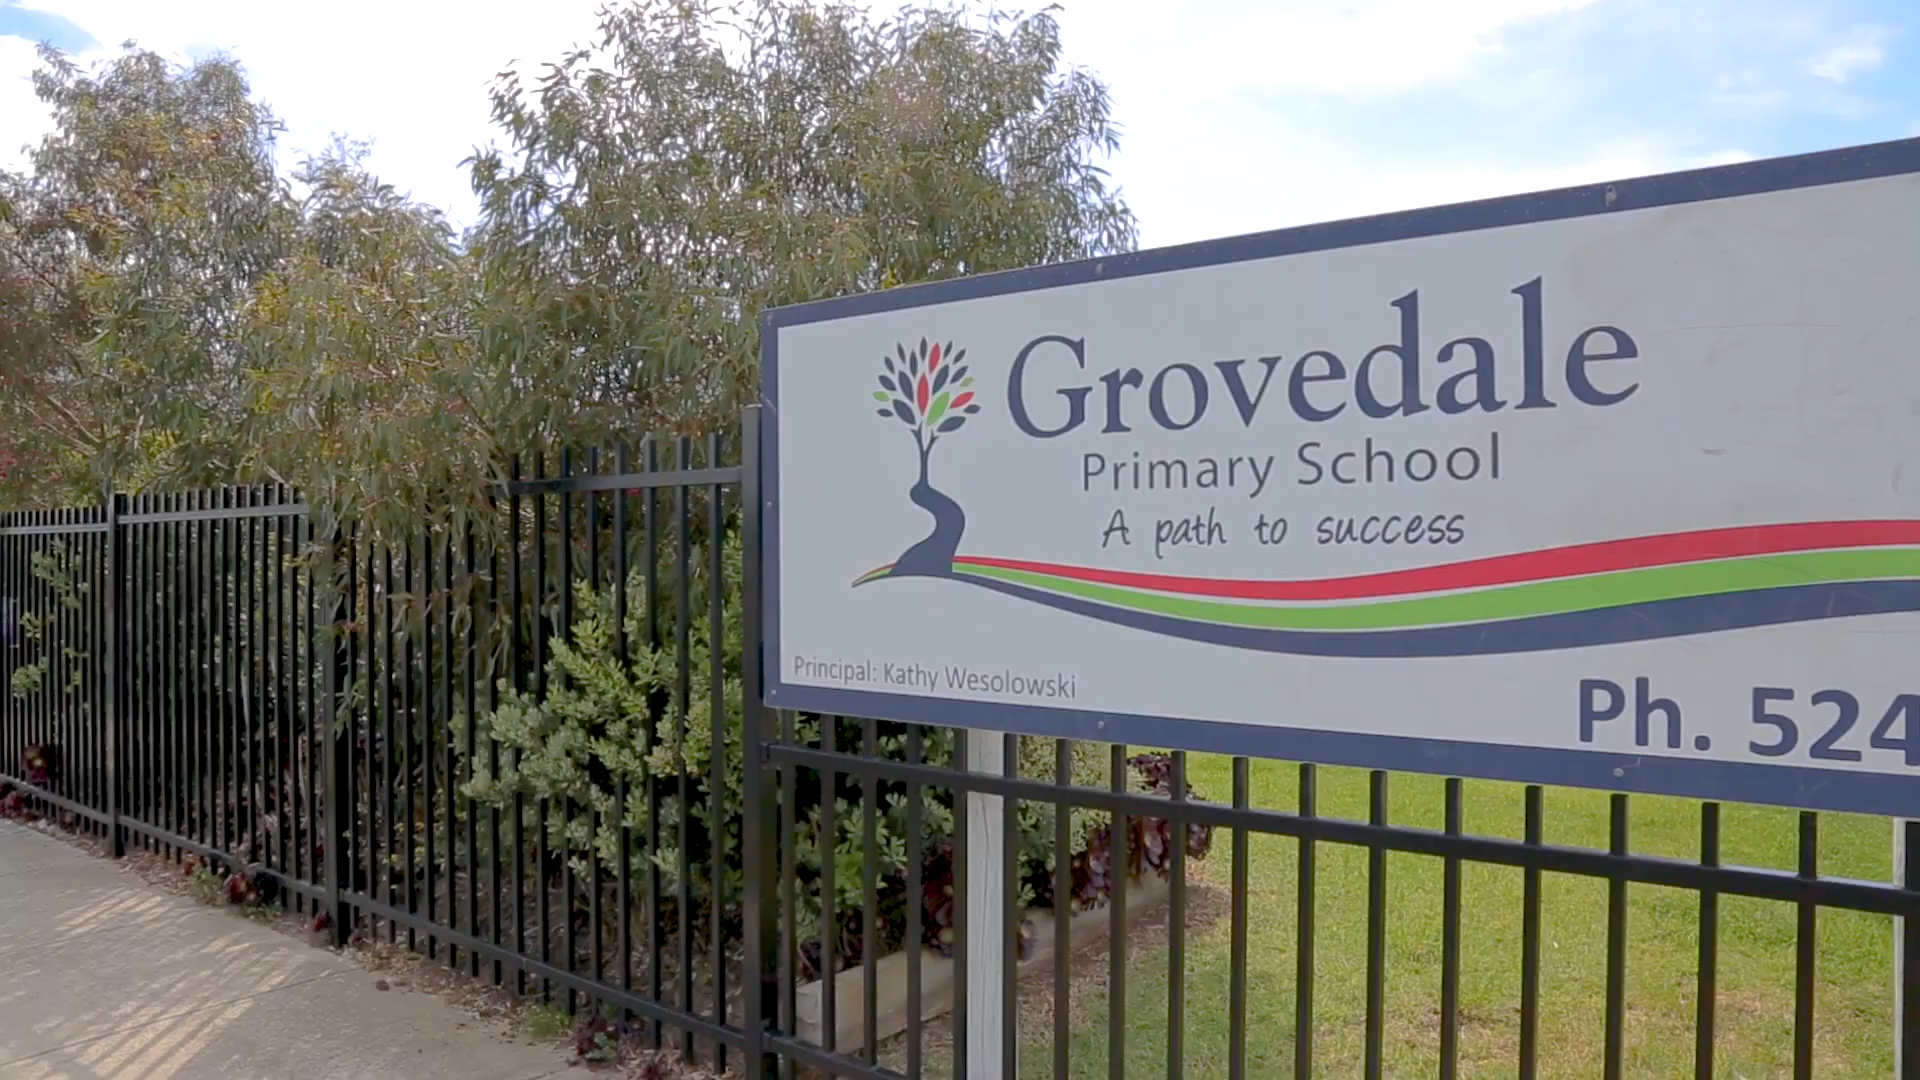 Grovedale
Primary School
A path to success
Principal: Kathy Wesolowski
Ph. 524